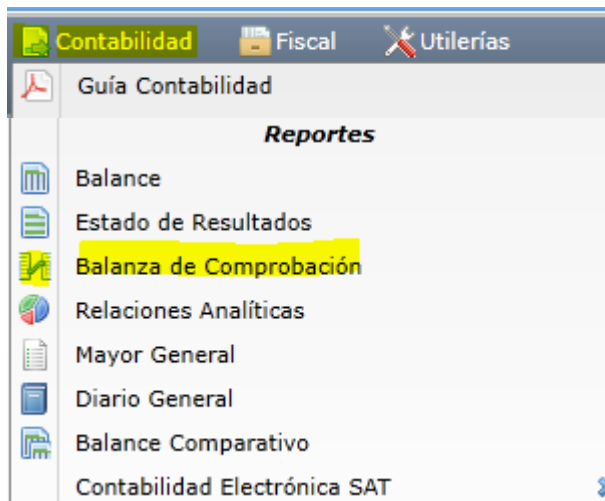 Contabilidad Fiscal Utilerías
Guía Contabilidad
Reportes
Balance
Estado de Resultados
Balanza de Comprobación
Relaciones Analíticas
Mayor General
Diario General
Balance Comparativo
Contabilidad Electrónica SAT